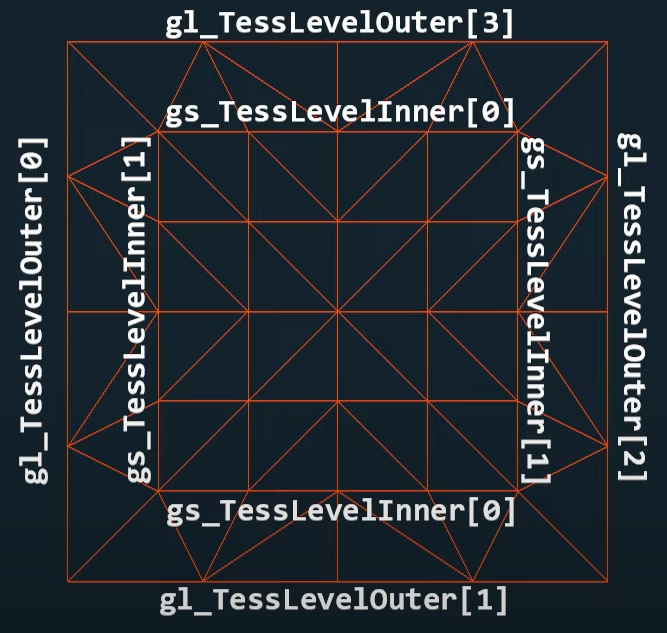 gl_TessLevelOuter[3]
gs_TessLevelInner[0]
gl_TessLevelOuter[0]
gs_TessLevelInner[1]
gs_TessLevelInner[1]
gl_TessLevelOuter[2]
gs_TessLevelInner[0]
gl_TessLevelOuter[1]